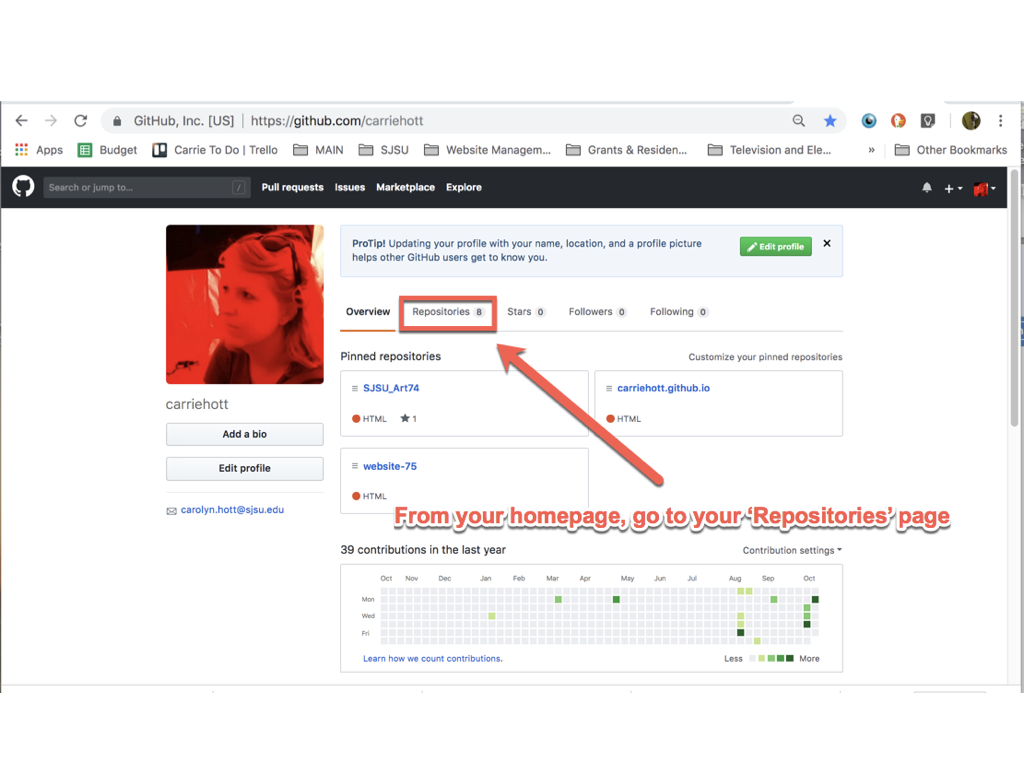 GitHub, Inc. [US] | https://github.com/carriehott
Apps Budget Carrie To Do | Trello MAIN SJSU Website Managem... Grants & Residen... Television and Ele... » Other Bookmarks
Search or jump to... / Pull requests Issues Marketplace Explore
ProTip! Updating your profile with your name, location, and a profile picture
helps other GitHub users get to know you.
Edit profile
Overview Repositories 8 Stars 0 Followers 0 Following 0
Pinned repositories Customize your pinned repositories
SJSU_Art74 carriehott.github.io
HTML ★ 1 HTML
carriehott
Add a bio
Edit profile
carolyn.hott@sjsu.edu
website-75
HTML
From your homepage, go to your ‘Repositories’ page
39 contributions in the last year Contribution settings
Oct Nov Dec Jan Feb Mar Apr May Jun Jul Aug Sep Oct
Mon
Wed
Fri
Learn how we count contributions. Less More